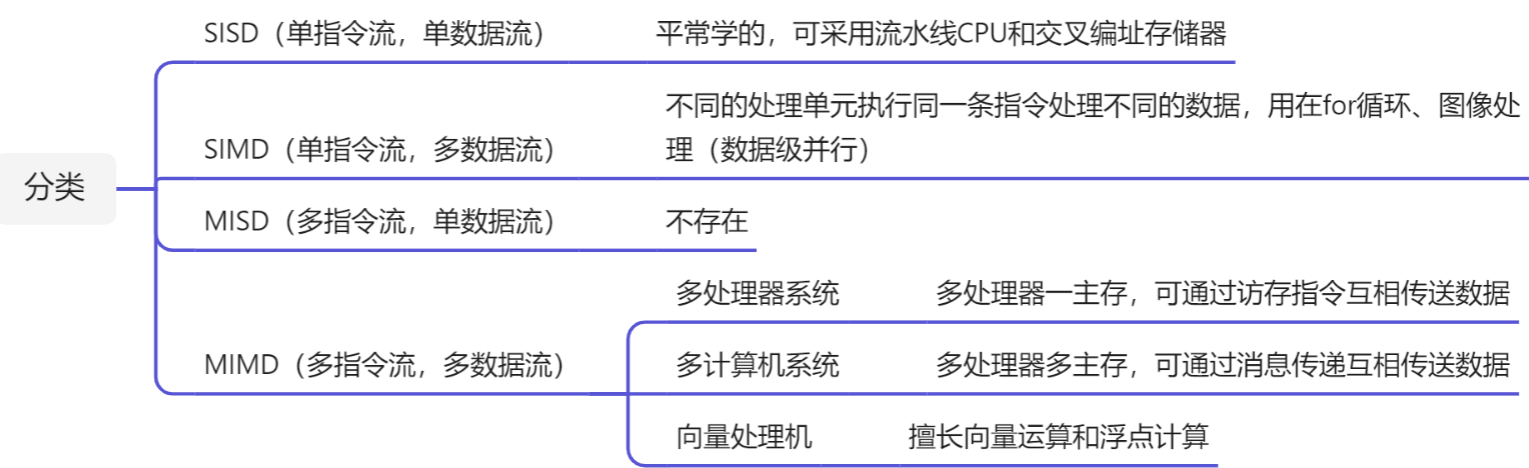 分类
SISD（单指令流，单数据流）
平常学的，可采用流水线CPU和交叉编址存储器
SIMD（单指令流，多数据流）
不同的处理单元执行同一条指令处理不同的数据，用在for循环、图像处
理（数据级并行）
MISD（多指令流，单数据流）
不存在
MIMD（多指令流，多数据流）
多处理器系统
多处理器一主存，可通过访存指令互相传送数据
多计算机系统
多处理器多主存，可通过消息传递互相传送数据
向量处理机
擅长向量运算和浮点计算